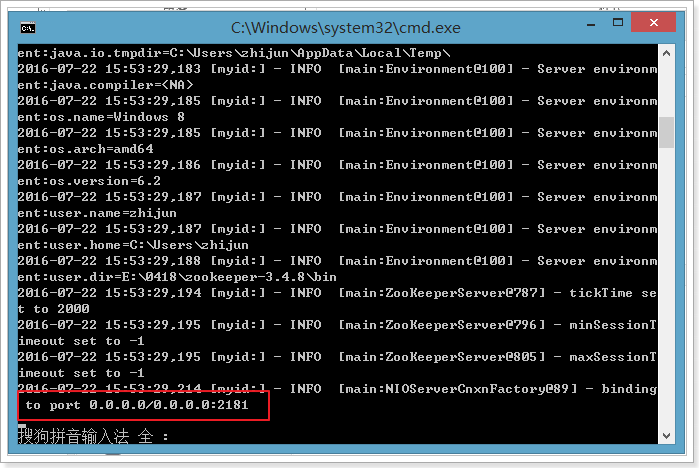 C:\Windows\system32\cmd.exe
ent:java.io.tmpdir=C:\Users\zhijun\AppData\Local\Temp\
2016-07-22 15:53:29,183 [myid:] - INFO  [main:Environment@100] - Server environm
ent:java.compiler=<NA>
2016-07-22 15:53:29,185 [myid:] - INFO  [main:Environment@100] - Server environm
ent:os.name=Windows 8
2016-07-22 15:53:29,185 [myid:] - INFO  [main:Environment@100] - Server environm
ent:os.arch=amd64
2016-07-22 15:53:29,186 [myid:] - INFO  [main:Environment@100] - Server environm
ent:os.version=6.2
2016-07-22 15:53:29,187 [myid:] - INFO  [main:Environment@100] - Server environm
ent:user.name=zhijun
2016-07-22 15:53:29,187 [myid:] - INFO  [main:Environment@100] - Server environm
ent:user.home=C:\Users\zhijun
2016-07-22 15:53:29,188 [myid:] - INFO  [main:Environment@100] - Server environm
ent:user.dir=E:\0418\zookeeper-3.4.8\bin
2016-07-22 15:53:29,194 [myid:] - INFO  [main:ZooKeeperServer@787] - tickTime se
t to 2000
2016-07-22 15:53:29,195 [myid:] - INFO  [main:ZooKeeperServer@796] - minSessionT
imeout set to -1
2016-07-22 15:53:29,195 [myid:] - INFO  [main:ZooKeeperServer@805] - maxSessionT
imeout set to -1
2016-07-22 15:53:29,214 [myid:] - INFO  [main:NIOServerCnxnFactory@89] - binding
 to port 0.0.0.0/0.0.0.0:2181
搜狗拼音输入法 全 :